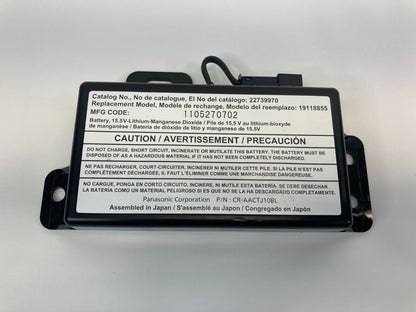 Catalog No., No de catalogue, El No del catálogo: 22739970
Replacement Model, Modèle de rechange, Modelo del reemplazo: 19118855
MFG CODE: 1105270702
Battery, 15.5V-Lithium-Manganese Dioxide / Pile de 15,5 V au lithium-bioxyde
de manganèse / Bateria de dióxido de litio y manganeso de 15.5V
CAUTION / AVERTISSEMENT / PRECAUCIÓN
DO NOT CHARGE, SHORT CIRCUIT, INCINERATE OR MUTILATE THIS BATTERY. THE BATTERY MUST BE
DISPOSED OF AS A HAZARDOUS MATERIAL IF IT HAS NOT BEEN COMPLETELY DISCHARGED.
NE PAS RECHARGER, COURT-CIRCUITER, INCINÉRER NI MUTILER CETTE PILE. SI LA PILE N'EST PAS
COMPLÈTEMENT DÉCHARGÉE, IL FAUT L'ÉLIMINER COMME UNE MATIÈRE DANGEREUSE.
NO CARGUE, PONGA EN CORTO CIRCUITO, INCINERE, NI MUTILE ESTA BATERÍA. SE DEBE DESECHAR
LA BATERÍA COMO UN MATERIAL PELIGROSO SI ES QUE NO SE HA DESCARGADO COMPLETAMENTE.
Panasonic Corporation P/N : CR-AACTJ10BL
Assembled in Japan / S'assemblé au Japon / Congregado en Japón